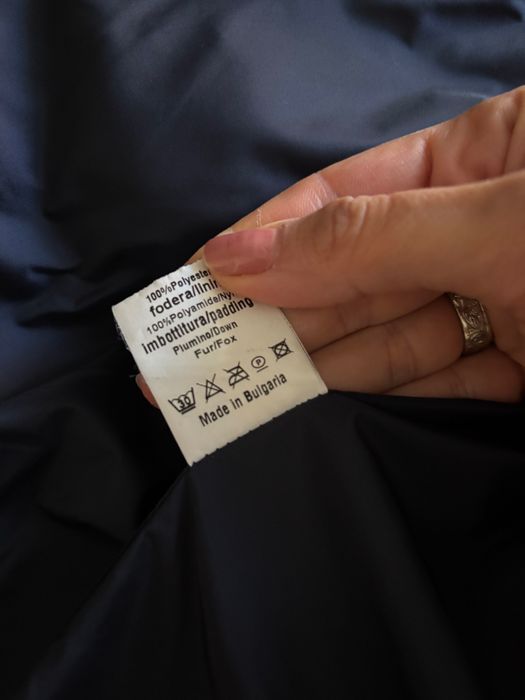 100%Polyester
fodera/lining
100%Polyamide/Nylon
imbottitura/padding
Piumino/Down
Fur/Fox
30 P
Made in Bulgaria